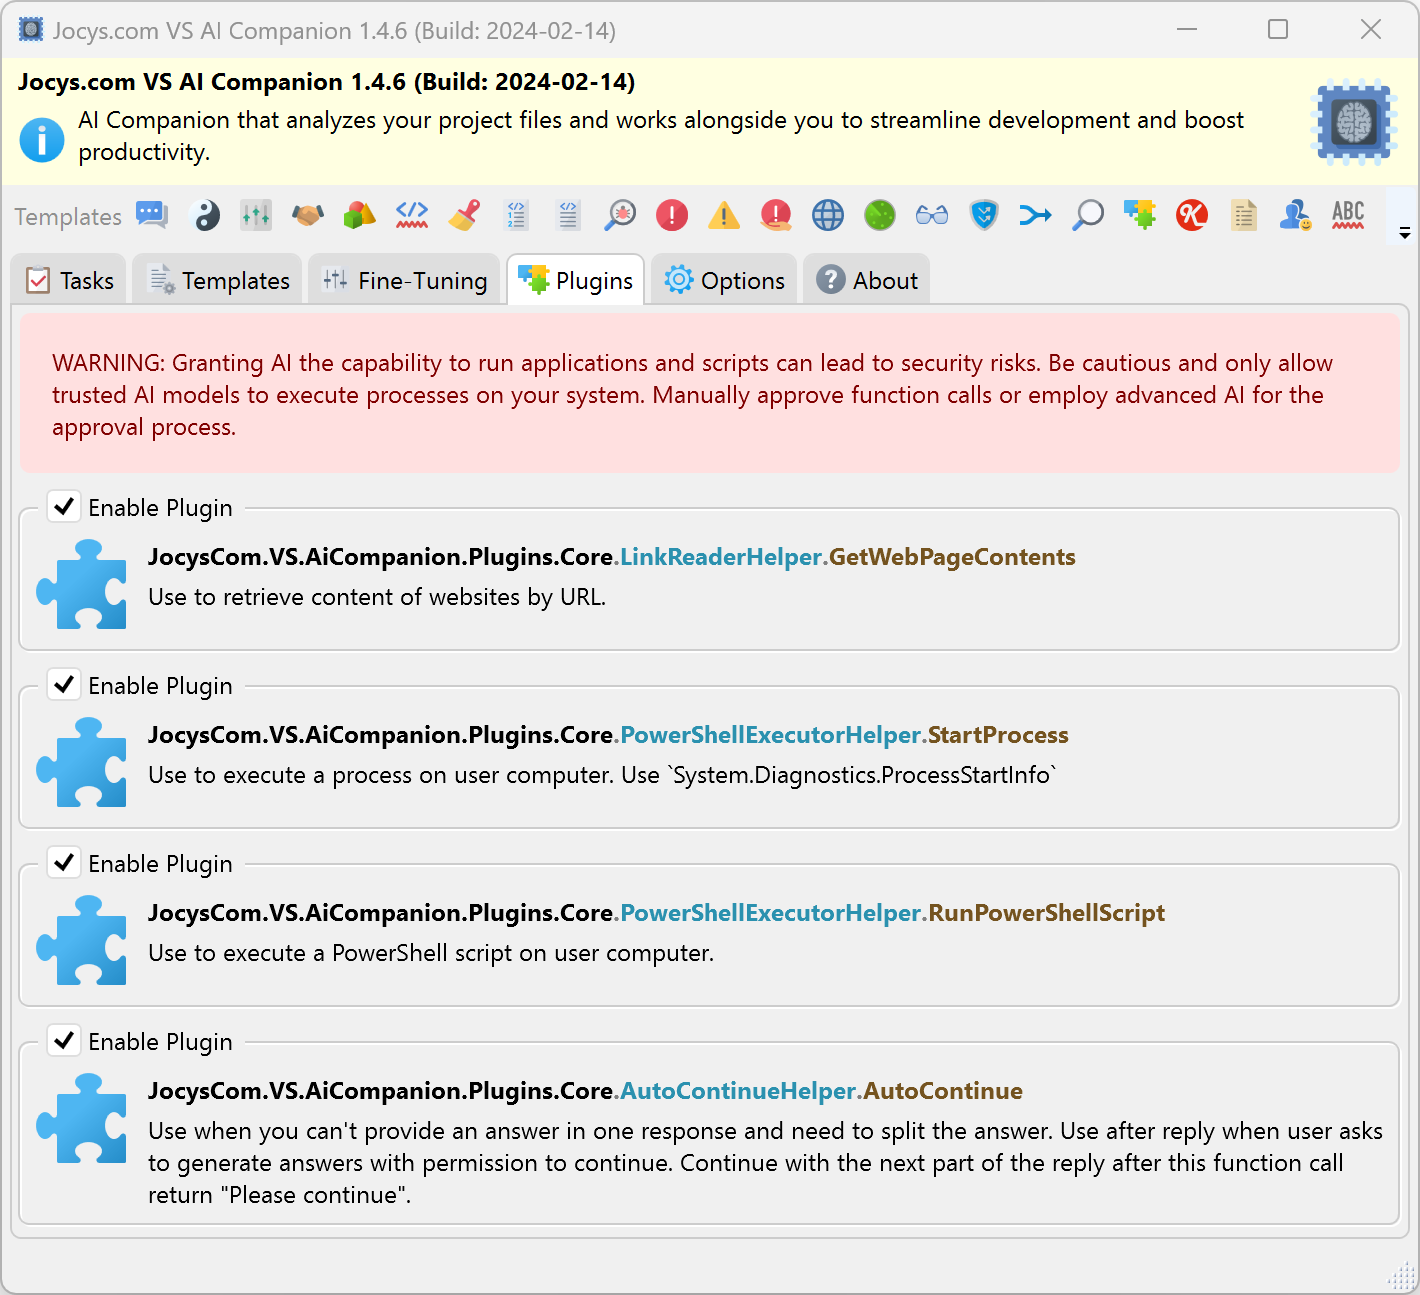 Jocys.com VS AI Companion 1.4.6 (Build: 2024-02-14)
Jocys.com VS AI Companion 1.4.6 (Build: 2024-02-14)
AI Companion that analyzes your project files and works alongside you to streamline development and boost
productivity.
Templates ABC
Tasks Templates Fine-Tuning Plugins Options About
WARNING: Granting AI the capability to run applications and scripts can lead to security risks. Be cautious and only allow
trusted AI models to execute processes on your system. Manually approve function calls or employ advanced AI for the
approval process.
Enable Plugin
JocysCom.VS.AiCompanion.Plugins.Core.LinkReaderHelper.GetWebPageContents
Use to retrieve content of websites by URL.
Enable Plugin
JocysCom.VS.AiCompanion.Plugins.Core.PowerShellExecutorHelper.StartProcess
Use to execute a process on user computer. Use `System.Diagnostics.ProcessStartInfo`
Enable Plugin
JocysCom.VS.AiCompanion.Plugins.Core.PowerShellExecutorHelper.RunPowerShellScript
Use to execute a PowerShell script on user computer.
Enable Plugin
JocysCom.VS.AiCompanion.Plugins.Core.AutoContinueHelper.AutoContinue
Use when you can't provide an answer in one response and need to split the answer. Use after reply when user asks
to generate answers with permission to continue. Continue with the next part of the reply after this function call
return "Please continue".